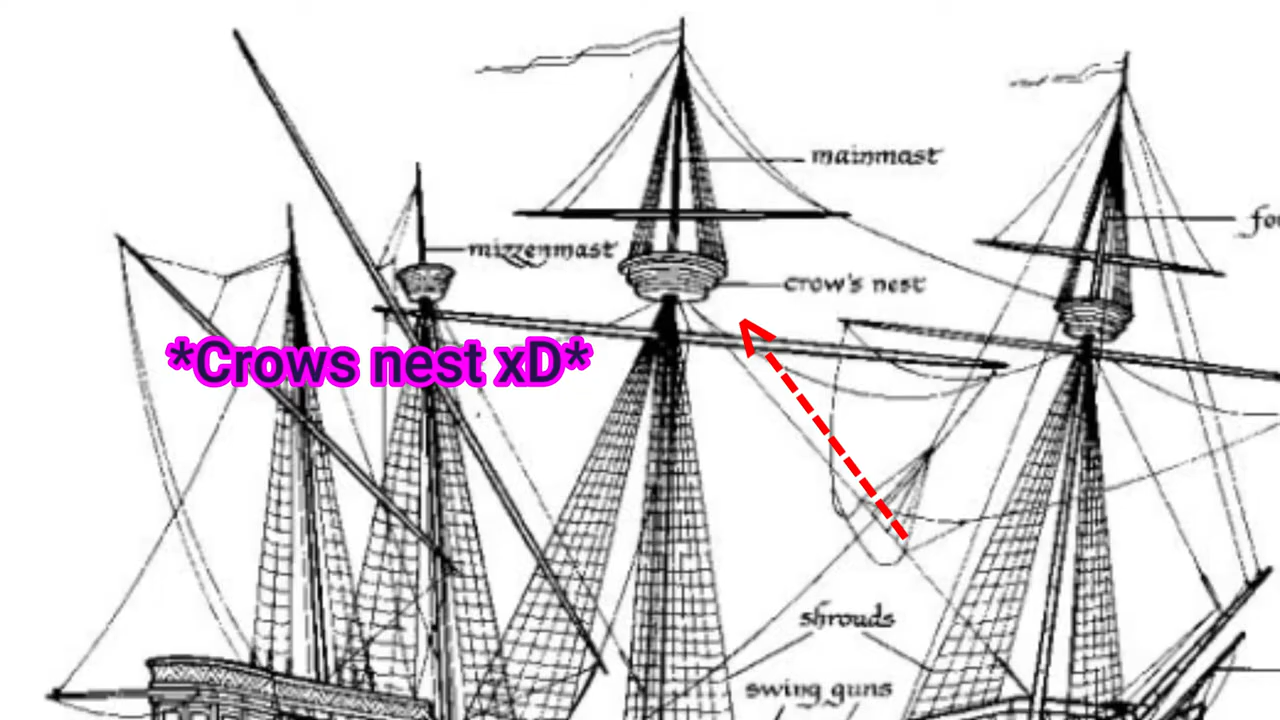 mainmast
mizzenmast
crow's nest
*Crows nest xD*
shrouds
swing guns